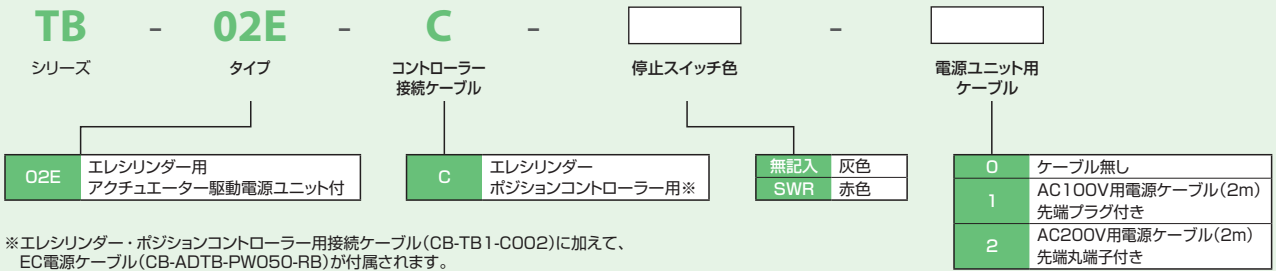 TB - 02E - C - -
シリーズ
タイプ
コントローラー
接続ケーブル
停止スイッチ色
電源ユニット用
ケーブル
02E
エレシリンダー用
アクチュエーター駆動電源ユニット付
C
エレシリンダー
ポジションコントローラー用※
無記入 灰色
SWR 赤色
0 ケーブル無し
1
AC100V用電源ケーブル(2m)
先端プラグ付き
2
AC200V用電源ケーブル(2m)
先端丸端子付き
※エレシリンダー・ポジションコントローラー用接続ケーブル(CB-TB1-C002)に加えて、
EC電源ケーブル(CB-ADTB-PW050-RB)が付属されます。